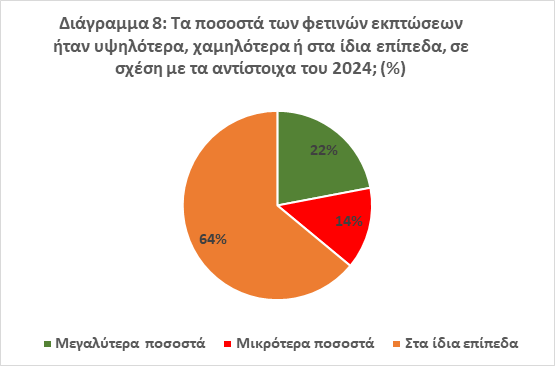 Διάγραμμα 8: Τα ποσοστά των φετινών εκπτώσεων
ήταν υψηλότερα, χαμηλότερα ή στα ίδια επίπεδα, σε
σχέση με τα αντίστοιχα του 2024; (%)
22%
14%
64%
Μεγαλύτερα ποσοστά Μικρότερα ποσοστά Στα ίδια επίπεδα